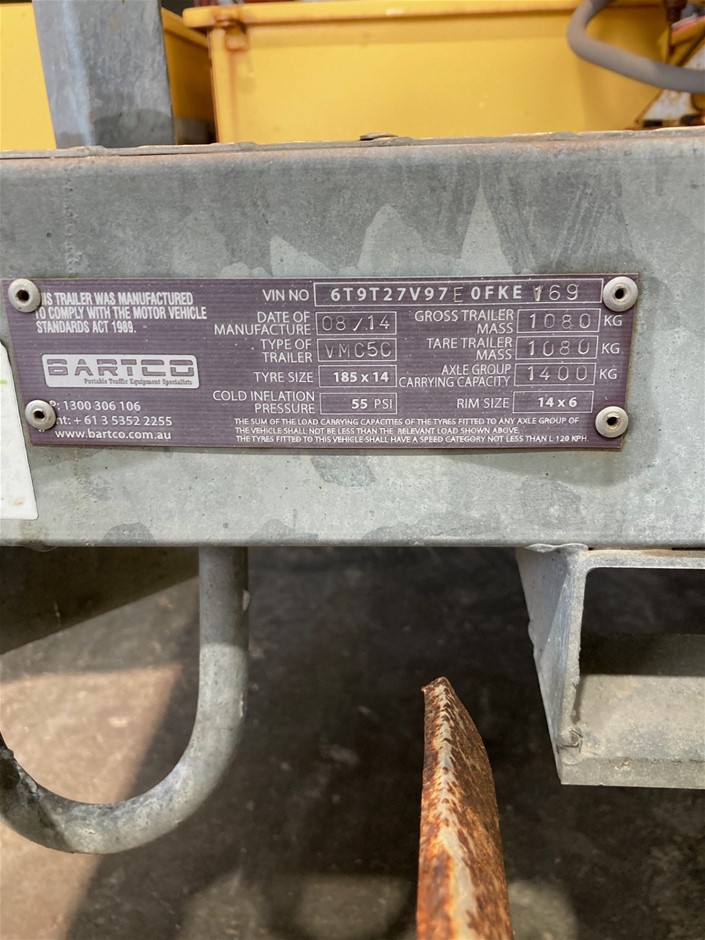 IS TRAILER WAS MANUFACTURED
TO COMPLY WITH THE MOTOR VEHICLE
STANDARDS ACT 1989.
BARTCO
Portable Traffic Equipment Specialists
P: 1300 306 106
nt: +61 3 5352 2255
www.bartco.com.au
VIN NO 6T9T27V97E0FKE169
DATE OF MANUFACTURE 08/14
TYPE OF TRAILER VMC5C
TYRE SIZE 185 x 14
COLD INFLATION PRESSURE 55 PSI
GROSS TRAILER MASS 1080 KG
TARE TRAILER MASS 1080 KG
AXLE GROUP CARRYING CAPACITY 1400 KG
RIM SIZE 14 x 6
THE SUM OF THE LOAD CARRYING CAPACITIES OF THE TYRES FITTED TO ANY AXLE GROUP OF
THE VEHICLE SHALL NOT BE LESS THAN THE RELEVANT LOAD SHOWN ABOVE.
THE TYRES FITTED TO THIS VEHICLE SHALL HAVE A SPEED CATEGORY NOT LESS THAN L 120 KPH.